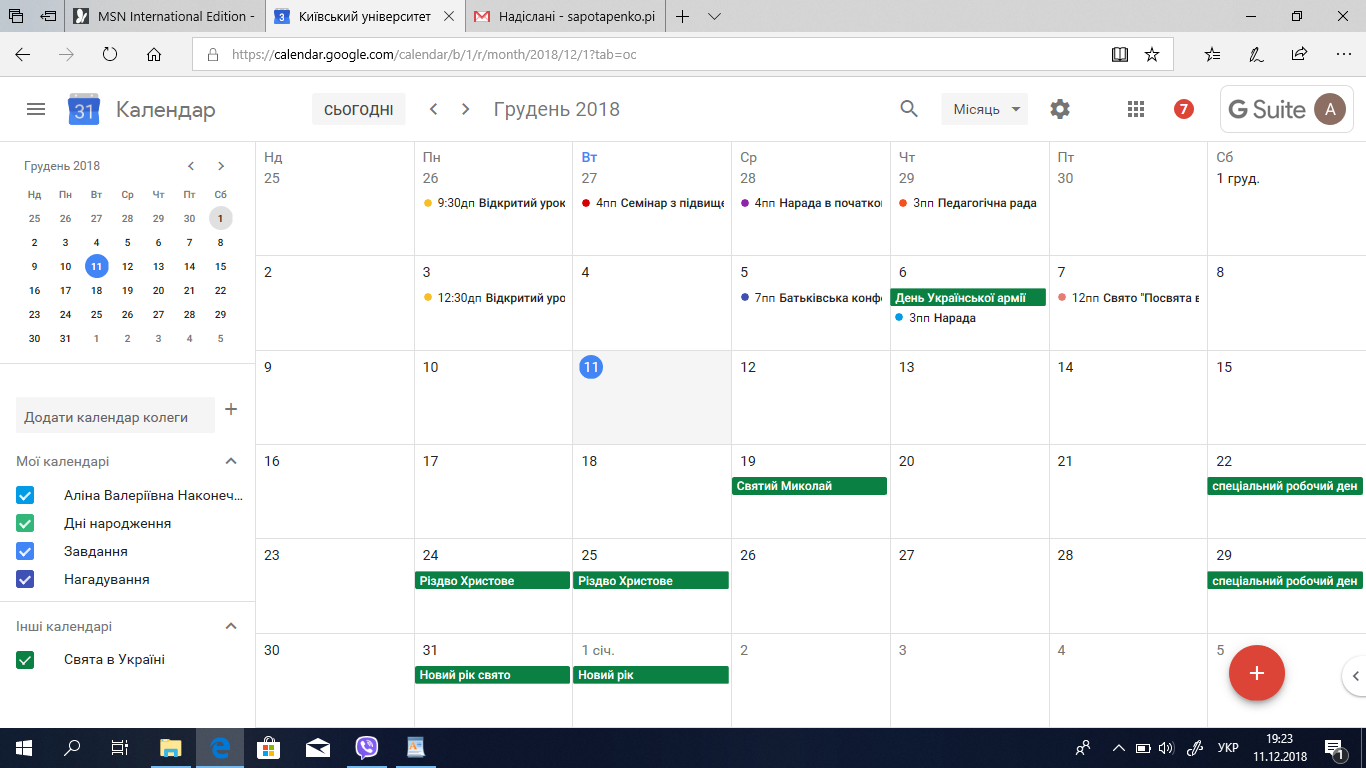 MSN International Edition -
Київський університет
Надіслані - sapotapenko.pi
https://calendar.google.com/calendar/b/1/r/month/2018/12/1?tab=oc
31 Календар
СЬОГОДНІ
Грудень 2018
Місяць
7
G Suite
A
Грудень 2018
Нд Пн Вт Ср Чт Пт Сб
25 26 27 28 29 30 1
2 3 4 5 6 7 8
9 10 11 12 13 14 15
16 17 18 19 20 21 22
23 24 25 26 27 28 29
30 31 1 2 3 4 5
Додати календар колеги
+
Мої календарі
Аліна Валеріївна Наконеч...
Дні народження
Завдання
Нагадування
Інші календарі
Свята в Україні
Нд Пн Вт Ср Чт Пт Сб
25 26 27 28 29 30 1 груд.
9:30дп Відкритий урок
4пп Семінар з підвище
4пп Нарада в початко
3пп Педагогічна рада
2 3 4 5 6 7 8
12:30дп Відкритий уро
7пп Батьківська конф
День Української армії
12пп Свято "Посвята в
3пп Нарада
9 10 11 12 13 14 15
16 17 18 19 20 21 22
Святий Миколай
спеціальний робочий ден
23 24 25 26 27 28 29
Різдво Христове
Різдво Христове
спеціальний робочий ден
30 31 1 січ. 2 3 4 5
Новий рік свято
Новий рік
+
УКР
19:23
11.12.2018
1